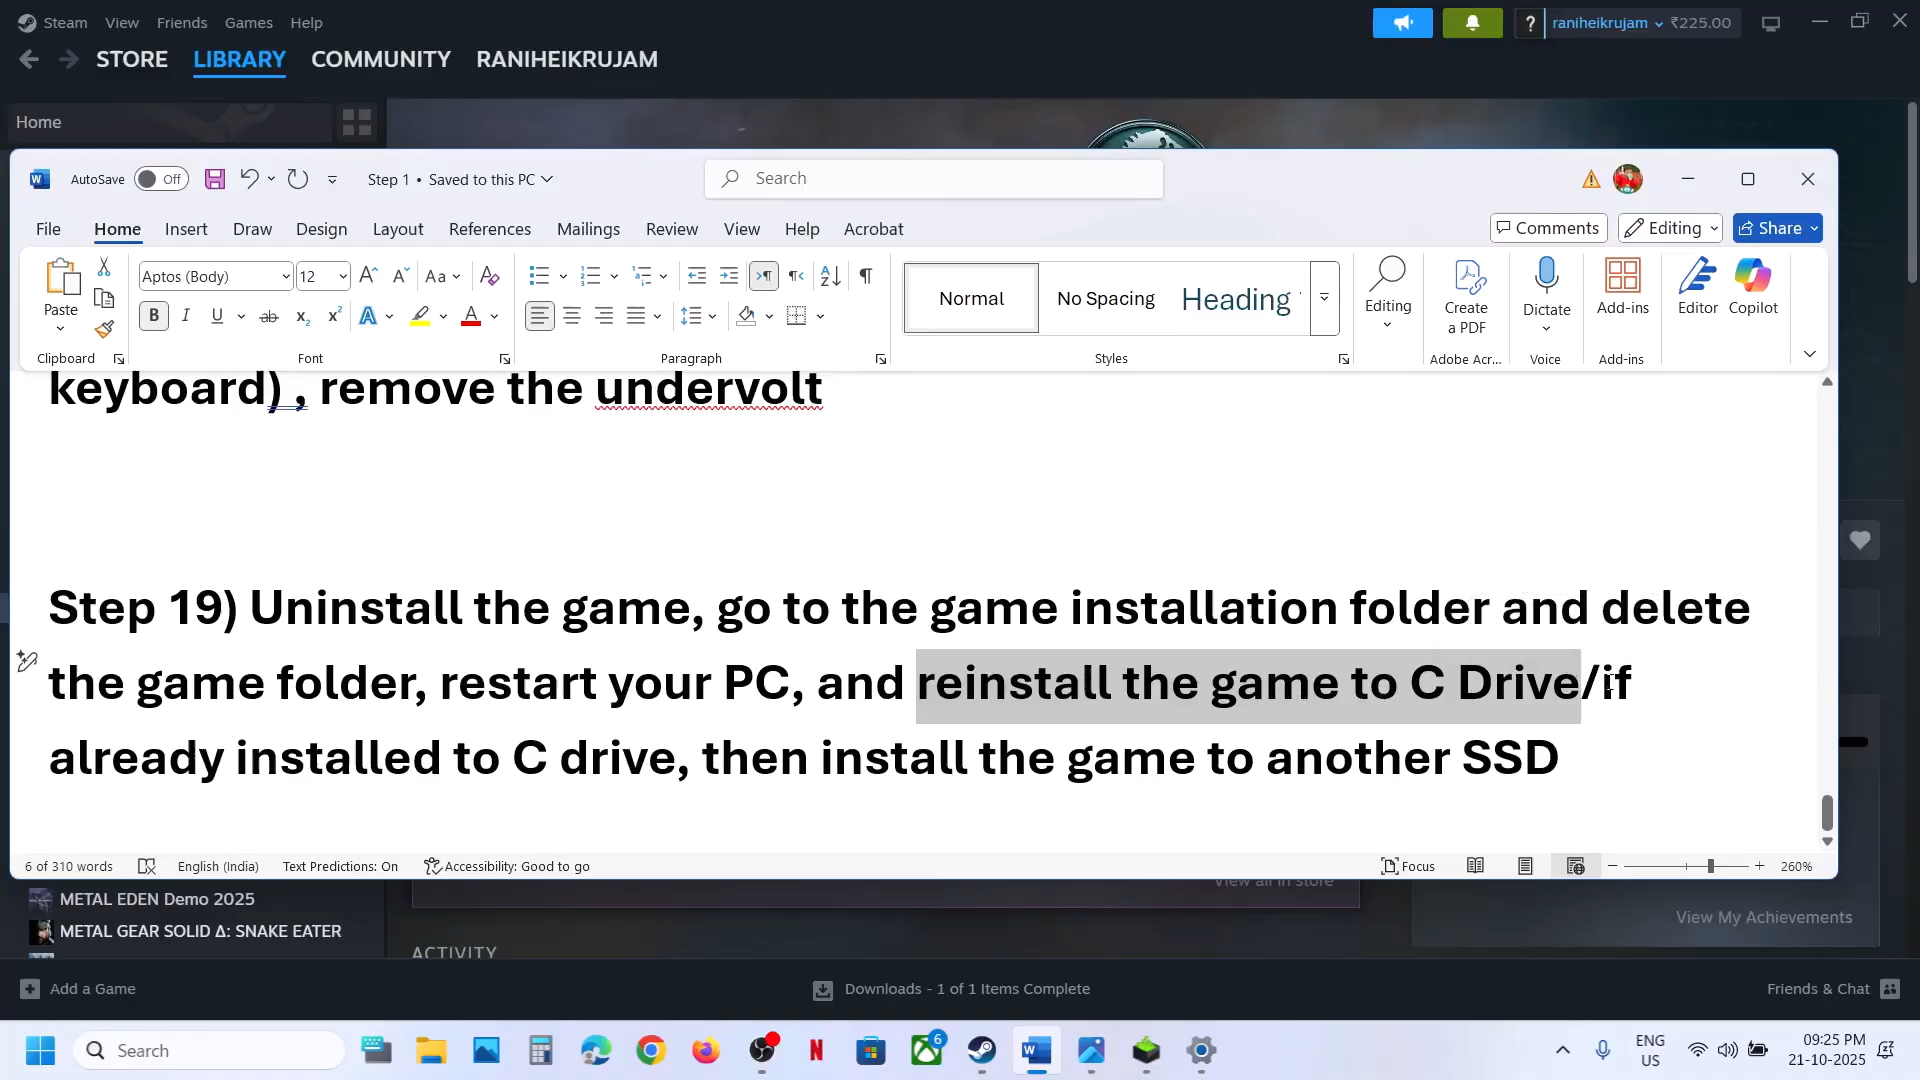 Steam View Friends Games Help
raniheikrujam ₹225.00
STORE LIBRARY COMMUNITY RANIHEIKRUJAM
Home
AutoSave Off Step 1 • Saved to this PC Search
File Home Insert Draw Design Layout References Mailings Review View Help Acrobat Comments Editing Share
Paste Aptos (Body) 12 Normal No Spacing Heading Editing Create a PDF Dictate Add-ins Editor Copilot
Clipboard Font Paragraph Styles Adobe Acr... Voice Add-ins
keyboard) , remove the undervolt
Step 19) Uninstall the game, go to the game installation folder and delete
the game folder, restart your PC, and reinstall the game to C Drive/if
already installed to C drive, then install the game to another SSD
6 of 310 words English (India) Text Predictions: On Accessibility: Good to go Focus 260%
View all in store
METAL EDEN Demo 2025
View My Achievements
METAL GEAR SOLID Δ: SNAKE EATER
ACTIVITY
Add a Game Downloads - 1 of 1 Items Complete Friends & Chat
Search 6 ENG US 09:25 PM 21-10-2025